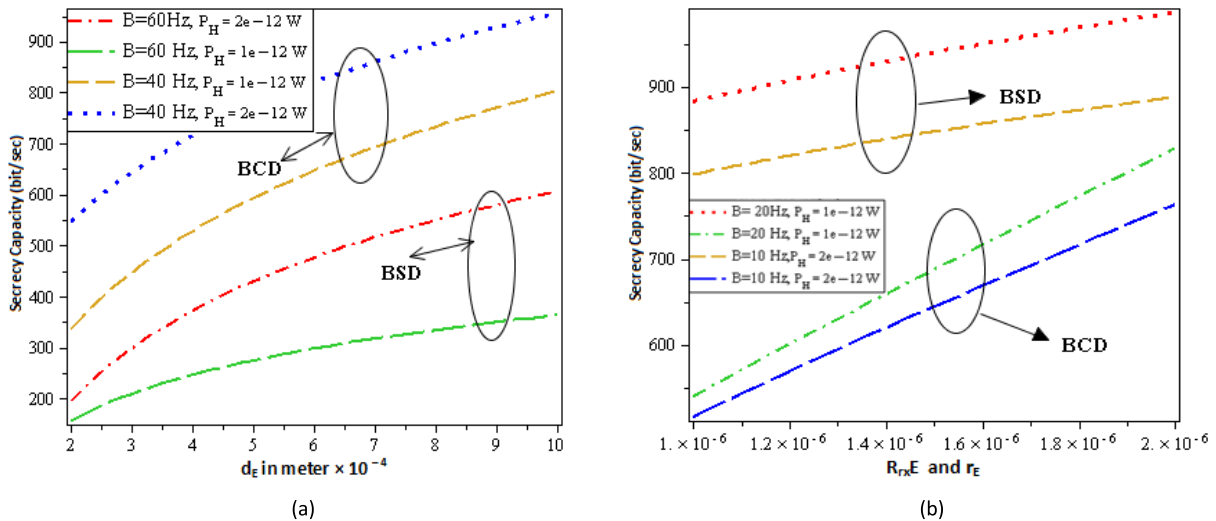 B=60Hz, P_H = 2e−12 W
B=60 Hz, P_H = 1e−12 W
B=40 Hz, P_H = 1e−12 W
B=40 Hz, P_H = 2e−12 W
900
800
700
600
500
400
300
200
Secrecy Capacity (bit/sec)
BCD
BSD
2 3 4 5 6 7 8 9 10
d_E in meter × 10⁻⁴
(a)
900
800
700
600
Secrecy Capacity (bit/sec)
BSD
B= 20Hz, P_H = 1e−12 W
B=20 Hz, P_H = 1e−12 W
B=10 Hz,P_H = 2e−12 W
B=10 Hz, P_H = 2e−12 W
BCD
1. × 10⁻⁶ 1.2 × 10⁻⁶ 1.4 × 10⁻⁶ 1.6 × 10⁻⁶ 1.8 × 10⁻⁶ 2. × 10⁻⁶
R_rxE and r_E
(b)